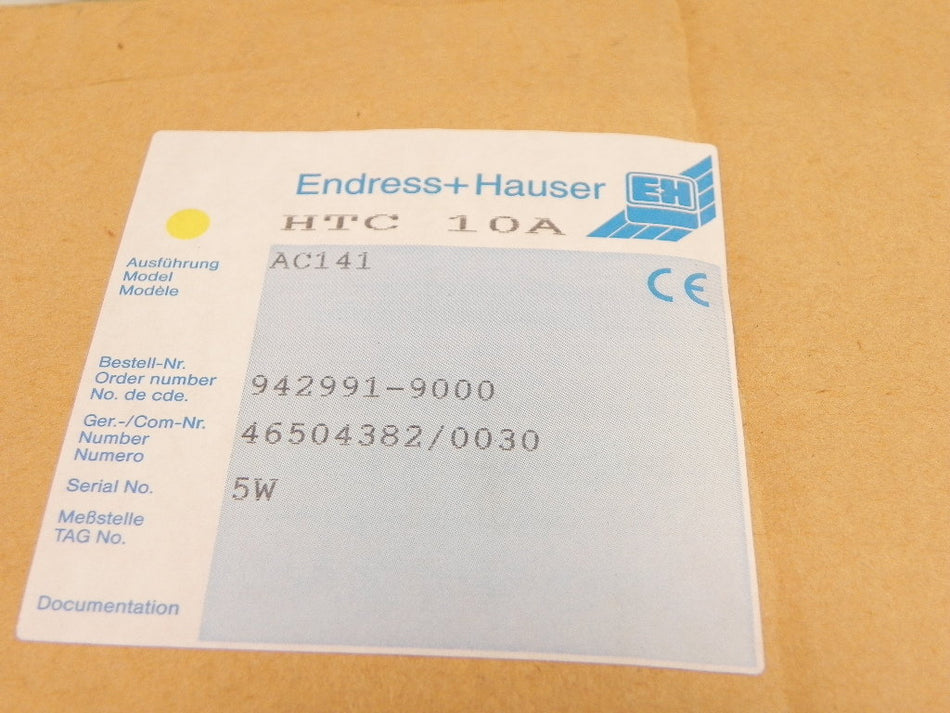 Endress+Hauser
E+H
HTC 10A
Ausführung
Model
Modèle
AC141
CE
Bestell-Nr.
Order number
No. de cde.
942991-9000
Ger.-/Com-Nr.
Number
Numero
46504382/0030
Serial No.
5W
Meßstelle
TAG No.
Documentation